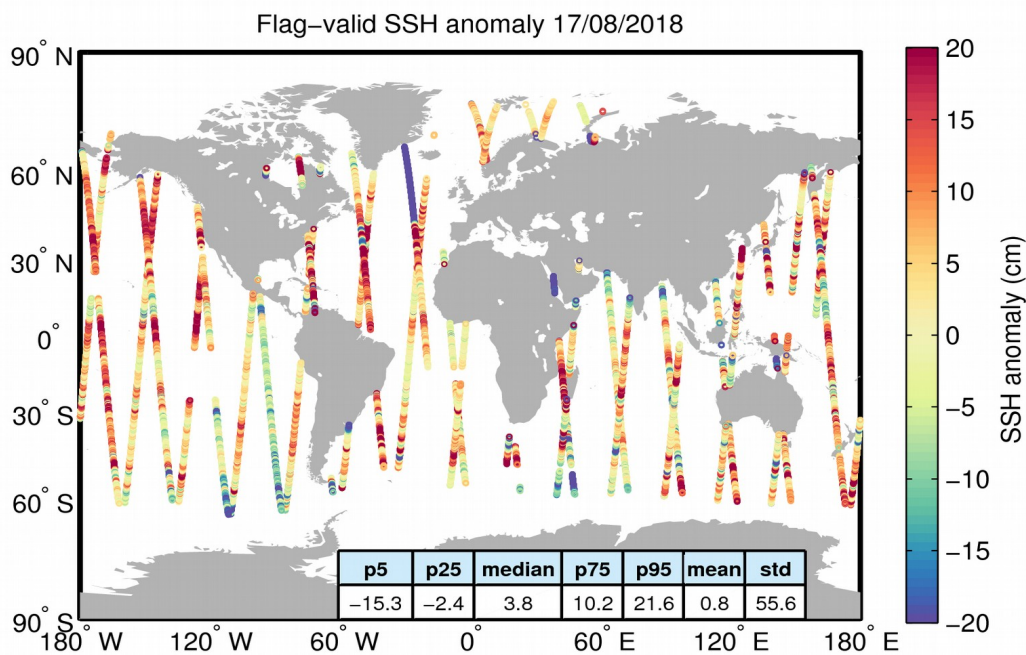 Flag−valid SSH anomaly 17/08/2018
90° N
60° N
30° N
0°
30° S
60° S
90° S
180° W
120° W
60° W
0°
60° E
120° E
180° E
p5 p25 median p75 p95 mean std
−15.3 −2.4 3.8 10.2 21.6 0.8 55.6
20
15
10
5
0
−5
−10
−15
−20
SSH anomaly (cm)